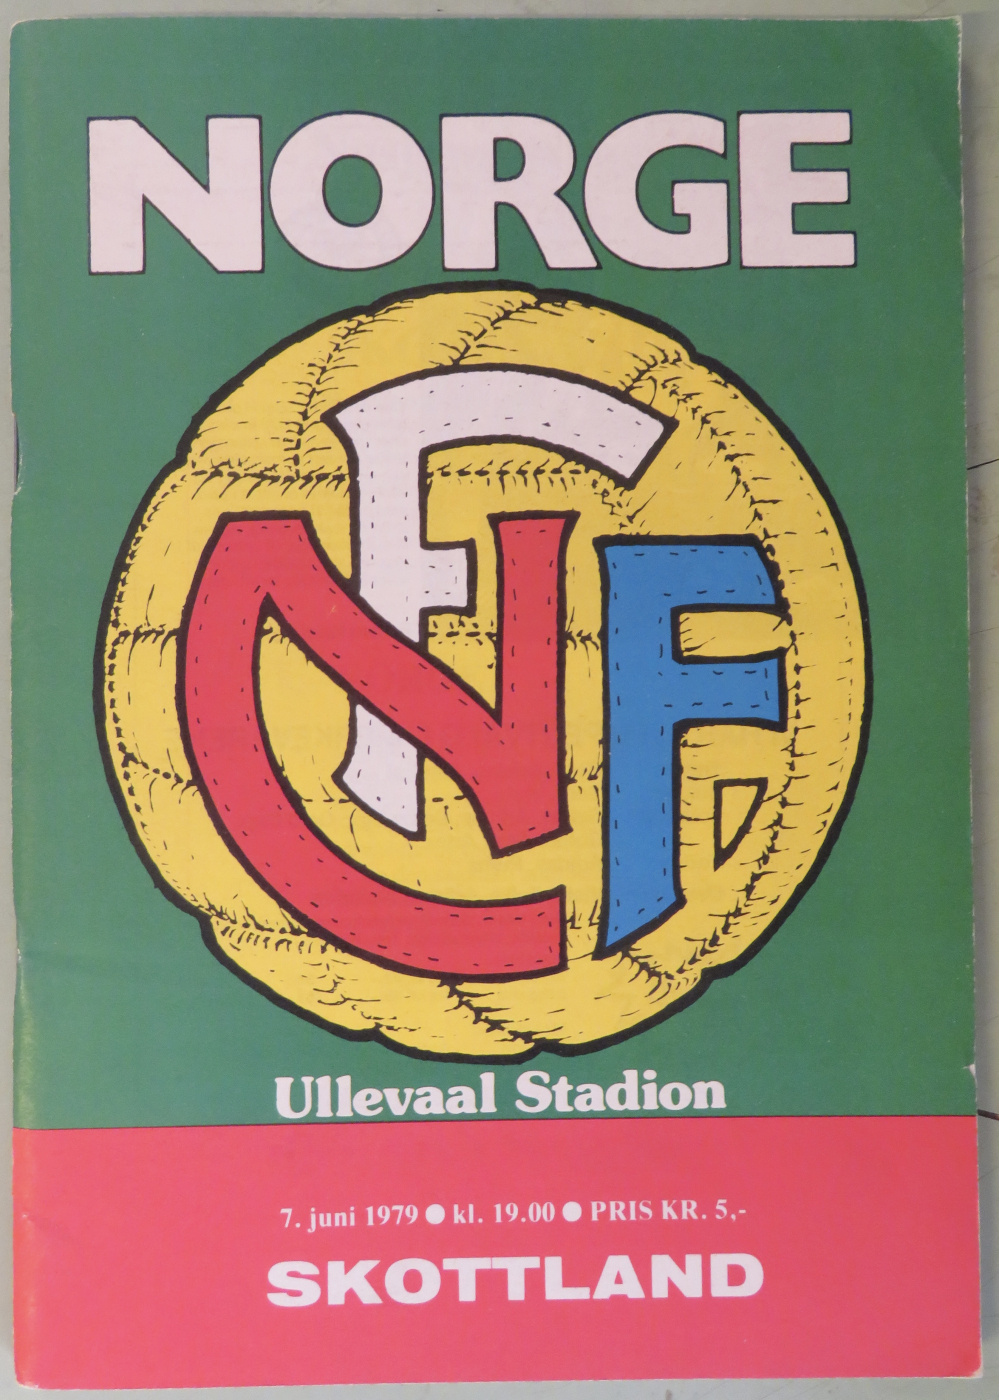 NORGE
NFF
Ullevaal Stadion
7. juni 1979 ● kl. 19.00 ● PRIS KR. 5,-
SKOTTLAND